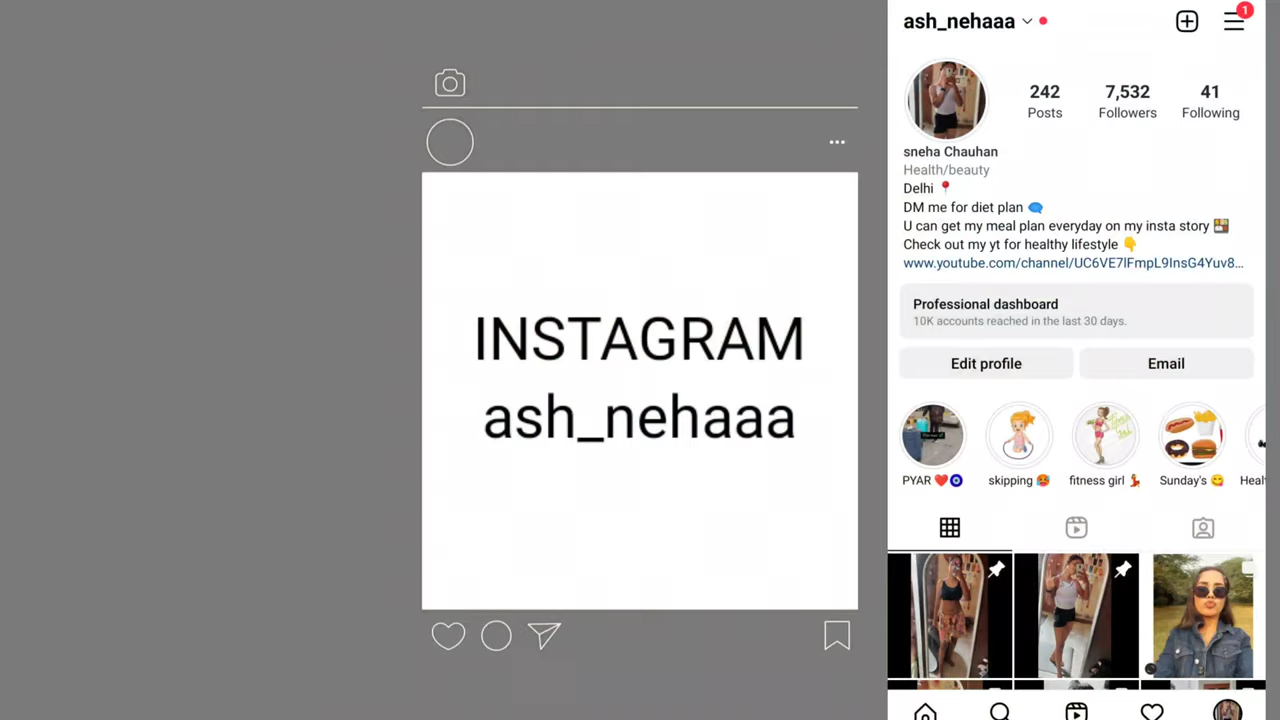 INSTAGRAM
ash_nehaaa
ash_nehaaa
1
242
Posts
7,532
Followers
41
Following
sneha Chauhan
Health/beauty
Delhi 📍
DM me for diet plan 🗨️
U can get my meal plan everyday on my insta story 🍱
Check out my yt for healthy lifestyle 👇
www.youtube.com/channel/UC6VE7lFmpL9InsG4Yuv8...
Professional dashboard
10K accounts reached in the last 30 days.
Edit profile
Email
PYAR ❤️🧿
skipping 🥵
fitness girl 💃
Sunday's 😋
Heal